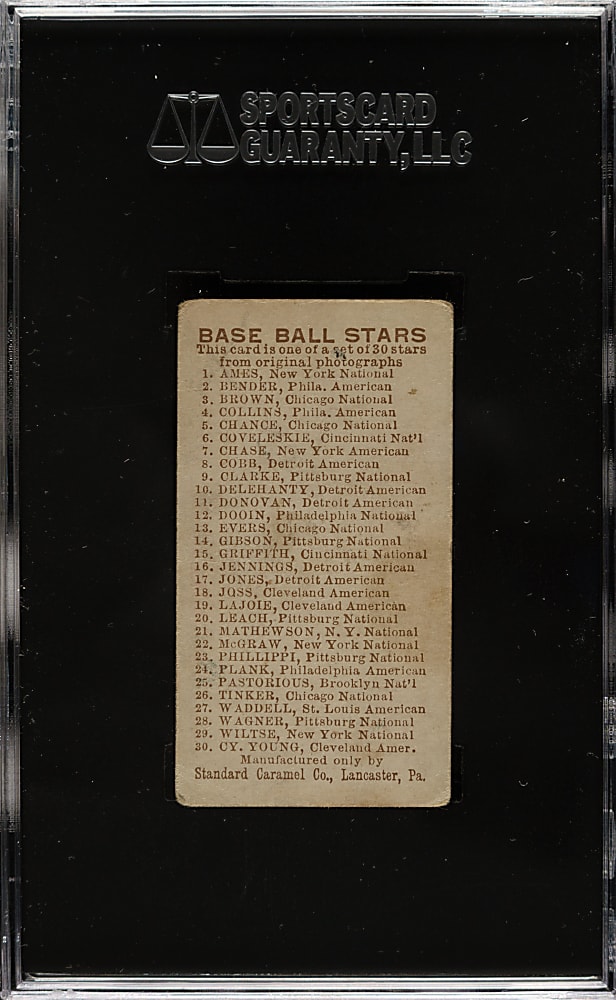 SPORTSCARD
GUARANTY, LLC
BASE BALL STARS
This card is one of a set of 30 stars
from original photographs
1. AMES, New York National
2. BENDER, Phila. American
3. BROWN, Chicago National
4. COLLINS, Phila. American
5. CHANCE, Chicago National
6. COVELESKIE, Cincinnati Nat'l
7. CHASE, New York American
8. COBB, Detroit American
9. CLARKE, Pittsburg National
10. DELEHANTY, Detroit American
11. DONOVAN, Detroit American
12. DOOIN, Philadelphia National
13. EVERS, Chicago National
14. GIBSON, Pittsburg National
15. GRIFFITH, Cincinnati National
16. JENNINGS, Detroit American
17. JONES, Detroit American
18. JOSS, Cleveland American
19. LAJOIE, Cleveland American
20. LEACH, Pittsburg National
21. MATHEWSON, N. Y. National
22. McGRAW, New York National
23. PHILLIPPI, Pittsburg National
24. PLANK, Philadelphia American
25. PASTORIOUS, Brooklyn Nat'l
26. TINKER, Chicago National
27. WADDELL, St. Louis American
28. WAGNER, Pittsburg National
29. WILTSE, New York National
30. CY. YOUNG, Cleveland Amer.
Manufactured only by
Standard Caramel Co., Lancaster, Pa.